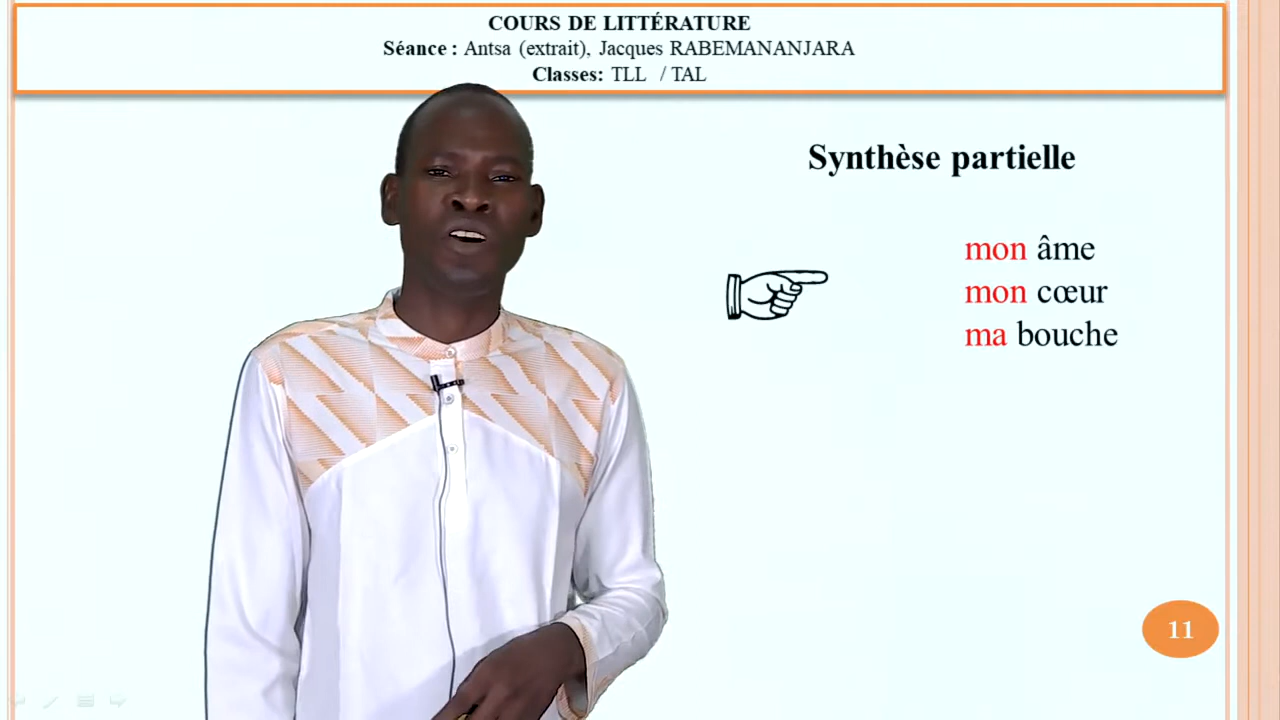 COURS DE LITTÉRATURE
Séance : Antsa (extrait), Jacques RABEMANANJARA
Classes: TLL / TAL
Synthèse partielle
mon âme
mon cœur
ma bouche
11